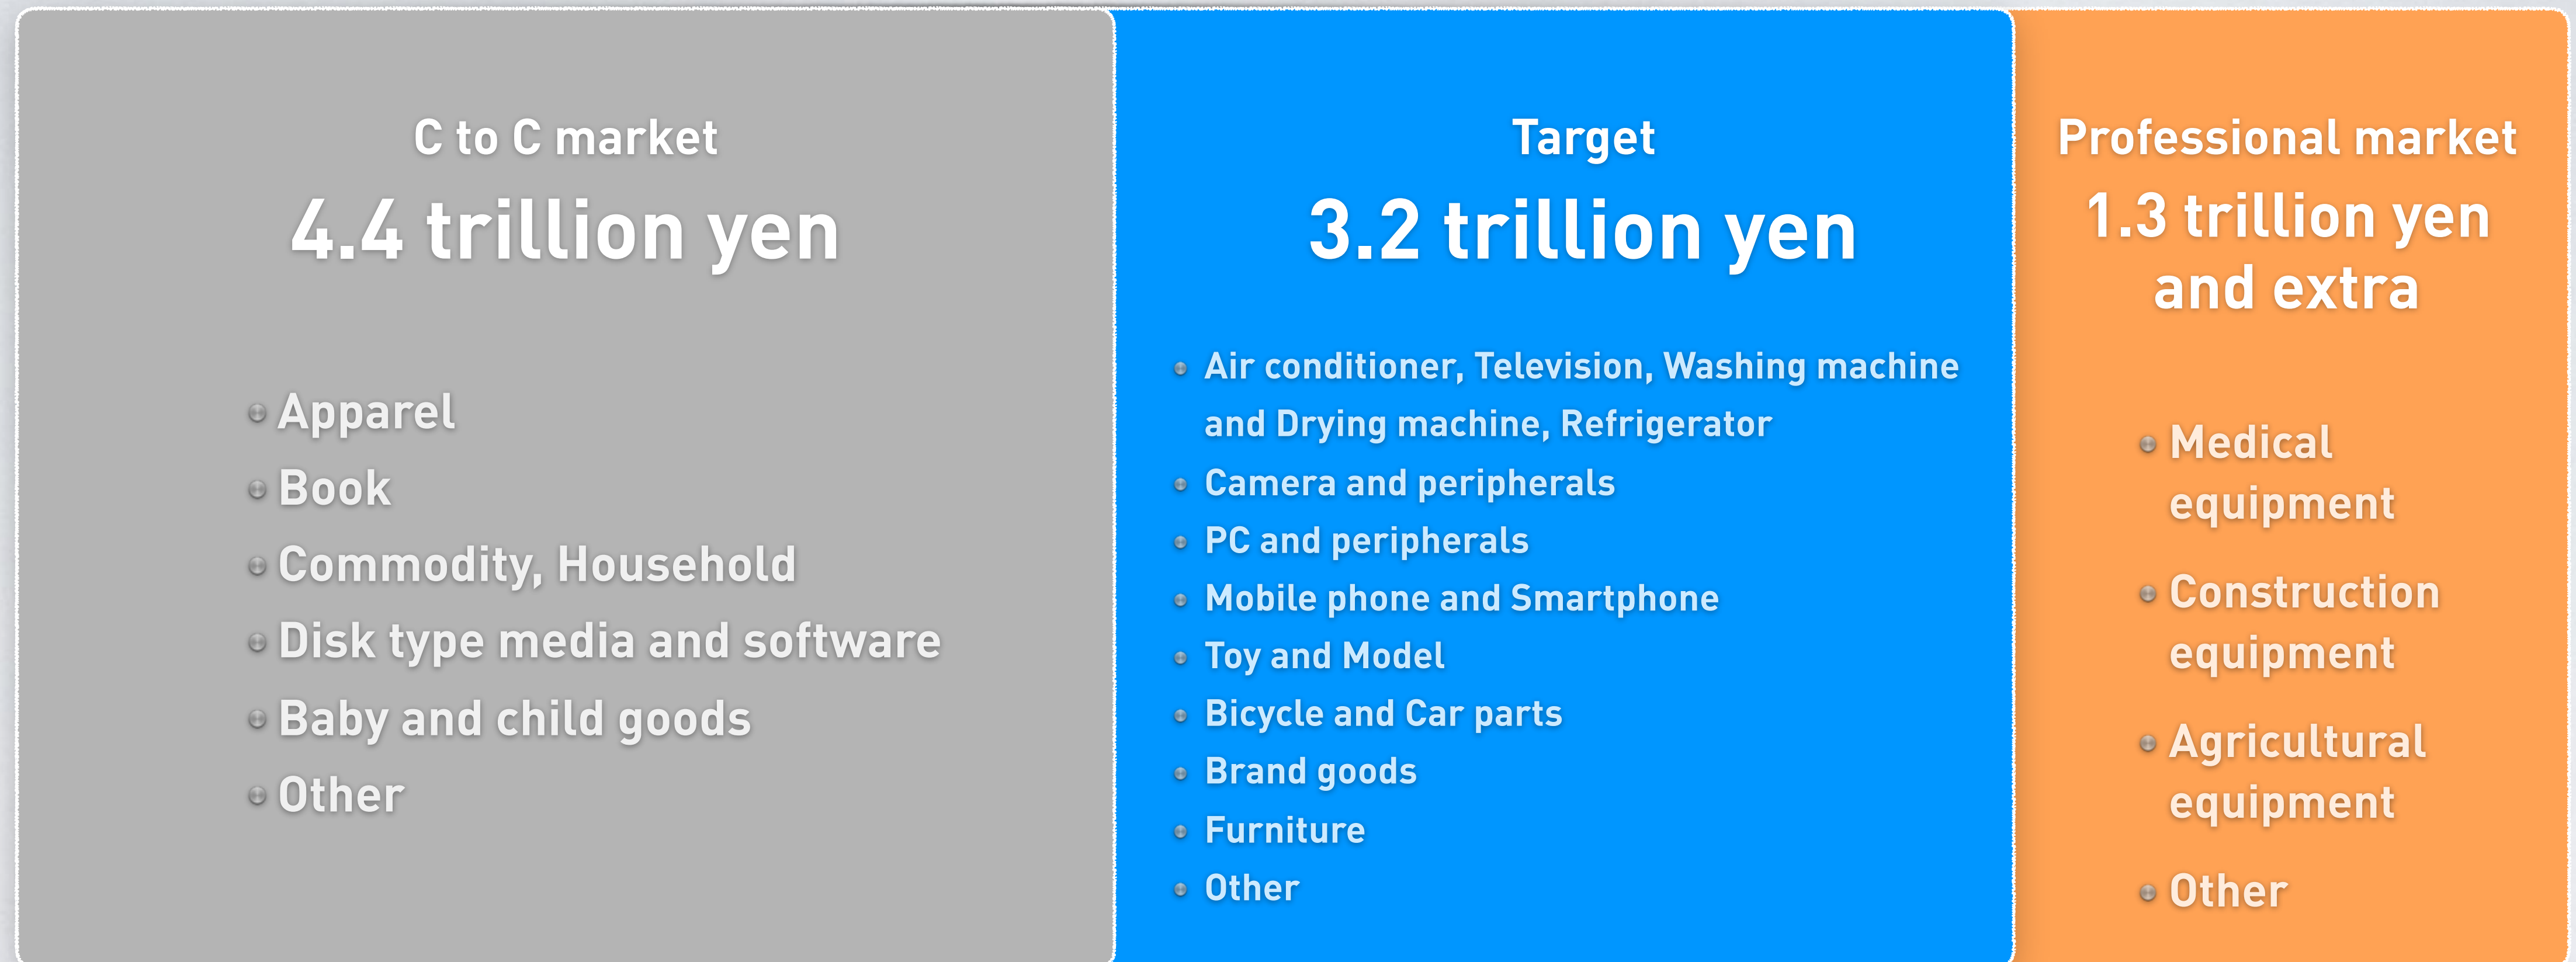 C to C market
4.4 trillion yen
Apparel
Book
Commodity, Household
Disk type media and software
Baby and child goods
Other
Target
3.2 trillion yen
Air conditioner, Television, Washing machine
and Drying machine, Refrigerator
Camera and peripherals
PC and peripherals
Mobile phone and Smartphone
Toy and Model
Bicycle and Car parts
Brand goods
Furniture
Other
Professional market
1.3 trillion yen
and extra
Medical
equipment
Construction
equipment
Agricultural
equipment
Other